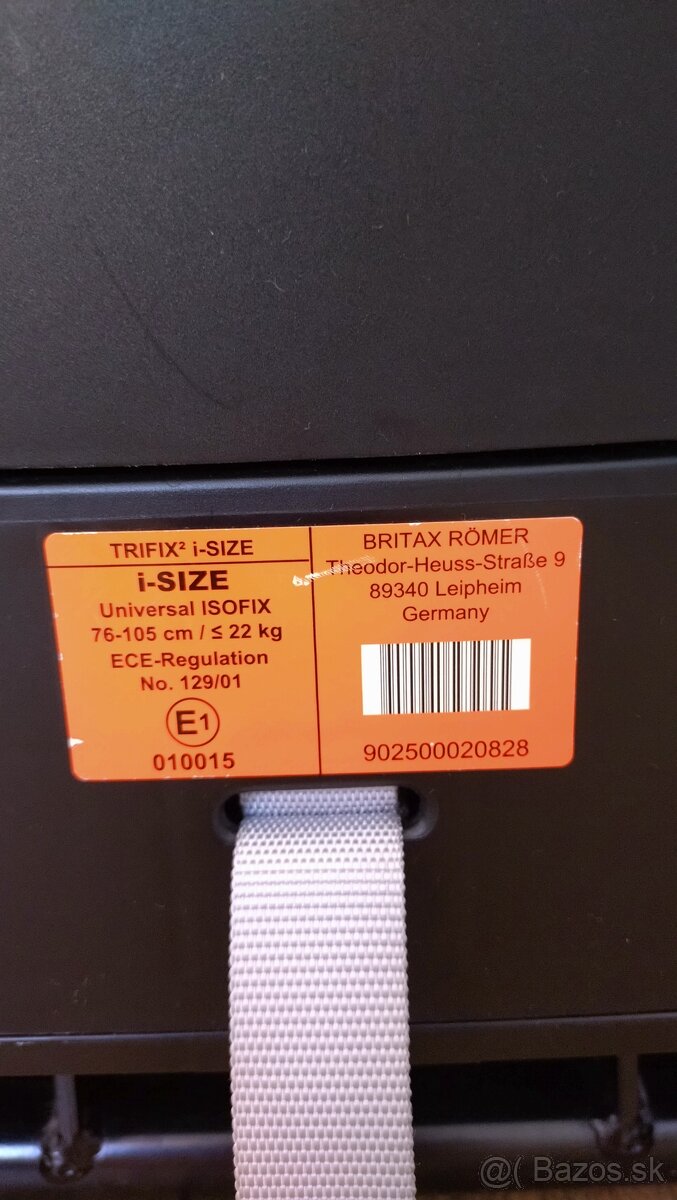 TRIFIX² i-SIZE
i-SIZE
Universal ISOFIX
76-105 cm / ≤ 22 kg
ECE-Regulation
No. 129/01
E1
010015
BRITAX RÖMER
Theodor-Heuss-Straße 9
89340 Leipheim
Germany
902500020828
@( Bazos.sk